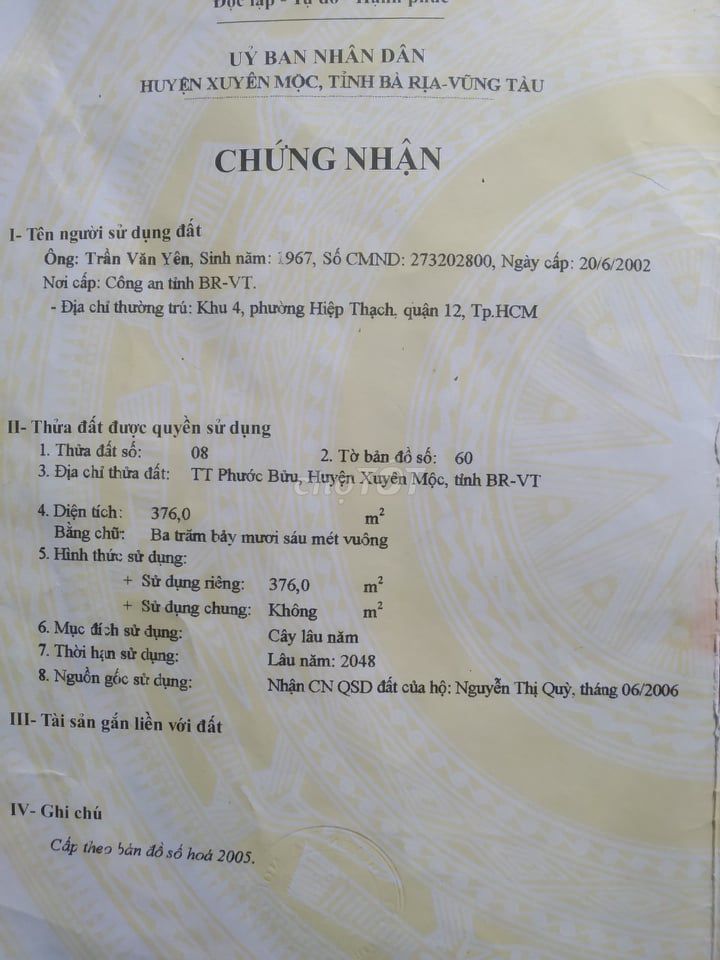 Độc lập - Tự do - Hạnh phúc
UỶ BAN NHÂN DÂN
HUYỆN XUYÊN MỘC, TỈNH BÀ RỊA-VŨNG TÀU
CHỨNG NHẬN
I- Tên người sử dụng đất
Ông: Trần Văn Yên, Sinh năm: 1967, Số CMND: 273202800, Ngày cấp: 20/6/2002
Nơi cấp: Công an tỉnh BR-VT.
- Địa chỉ thường trú: Khu 4, phường Hiệp Thạch, quận 12, Tp.HCM
II- Thửa đất được quyền sử dụng
1. Thửa đất số: 08 2. Tờ bản đồ số: 60
3. Địa chỉ thửa đất: TT Phước Bửu, Huyện Xuyên Mộc, tỉnh BR-VT
chợTỐT
4. Diện tích: 376,0 m²
Bằng chữ: Ba trăm bảy mươi sáu mét vuông
5. Hình thức sử dụng:
+ Sử dụng riêng: 376,0 m²
+ Sử dụng chung: Không m²
6. Mục đích sử dụng: Cây lâu năm
7. Thời hạn sử dụng: Lâu năm: 2048
8. Nguồn gốc sử dụng: Nhận CN QSD đất của hộ: Nguyễn Thị Quỳ, tháng 06/2006
III- Tài sản gắn liền với đất
IV- Ghi chú
Cấp theo bản đồ số hoá 2005.